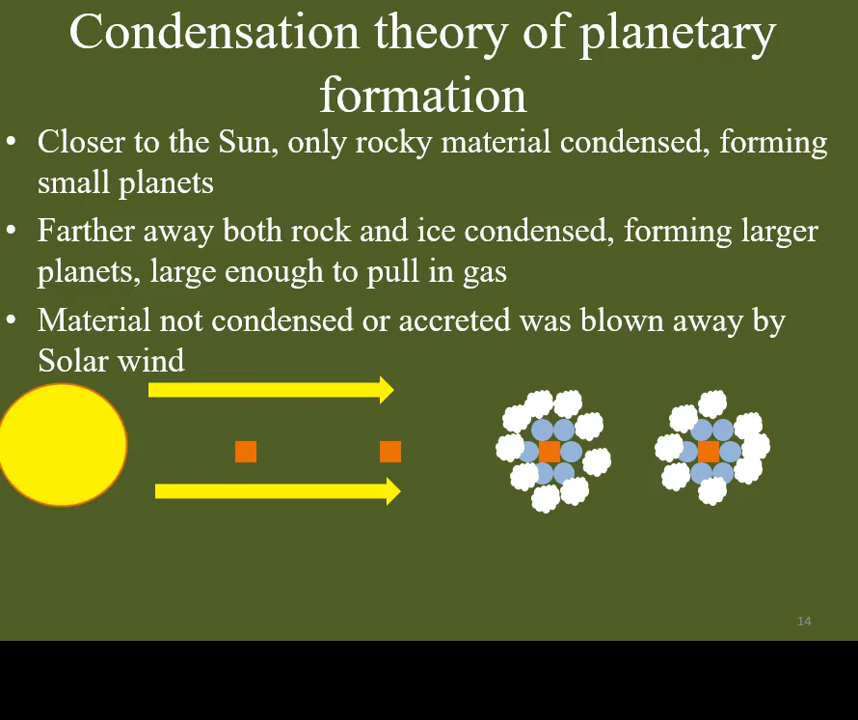 Condensation theory of planetary
formation
• Closer to the Sun, only rocky material condensed, forming
small planets
• Farther away both rock and ice condensed, forming larger
planets, large enough to pull in gas
• Material not condensed or accreted was blown away by
Solar wind
14